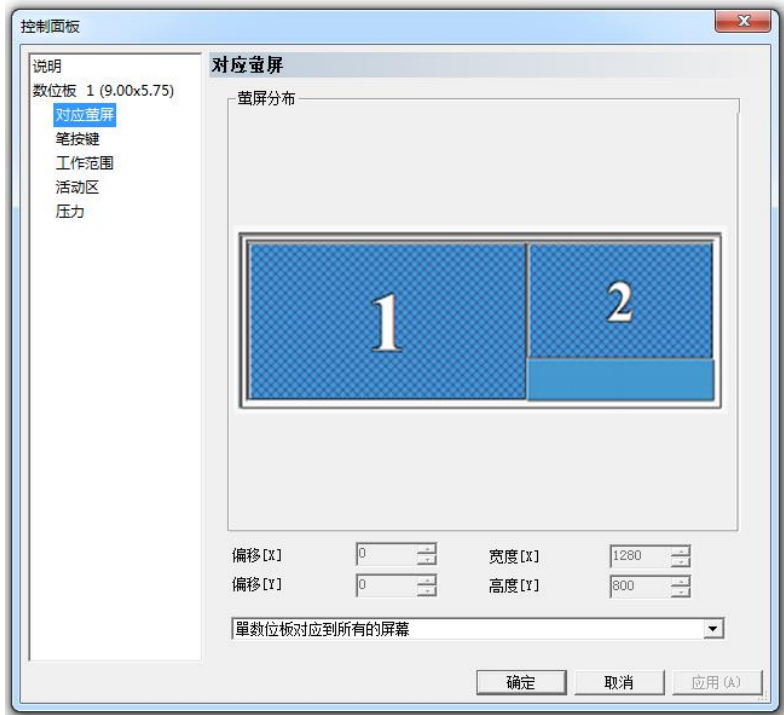 控制面板
说明
数位板 1 (9.00x5.75)
对应萤屏
笔按键
工作范围
活动区
压力
对应萤屏
萤屏分布
1
2
偏移[X] 0 宽度[X] 1280
偏移[Y] 0 高度[Y] 800
單数位板对应到所有的屏幕
确定 取消 应用(A)